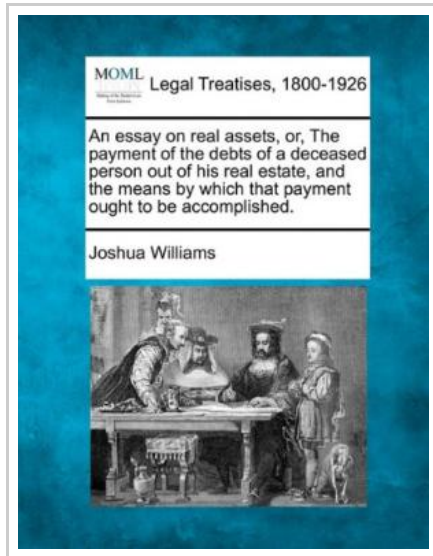 MOML
Legal Treatises, 1800-1926
An essay on real assets, or, The
payment of the debts of a deceased
person out of his real estate, and
the means by which that payment
ought to be accomplished.
Joshua Williams